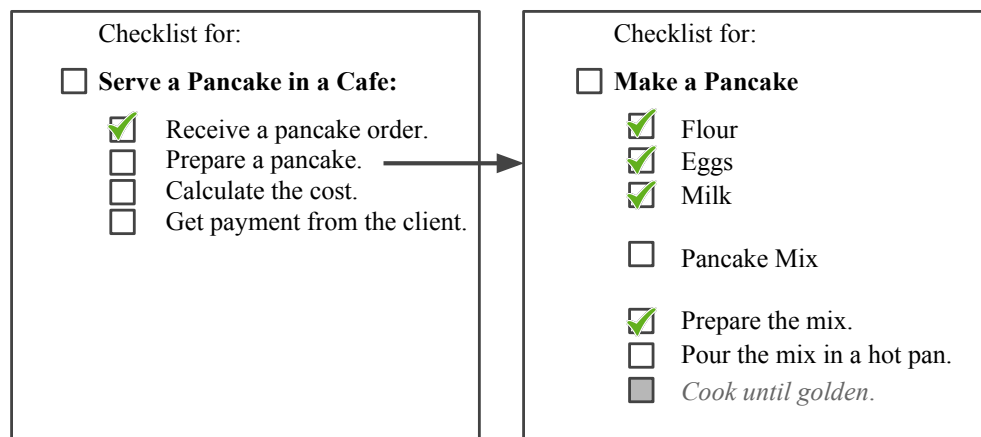 Checklist for:
Serve a Pancake in a Cafe:
Receive a pancake order.
Prepare a pancake.
Calculate the cost.
Get payment from the client.
Checklist for:
Make a Pancake
Flour
Eggs
Milk
Pancake Mix
Prepare the mix.
Pour the mix in a hot pan.
Cook until golden.